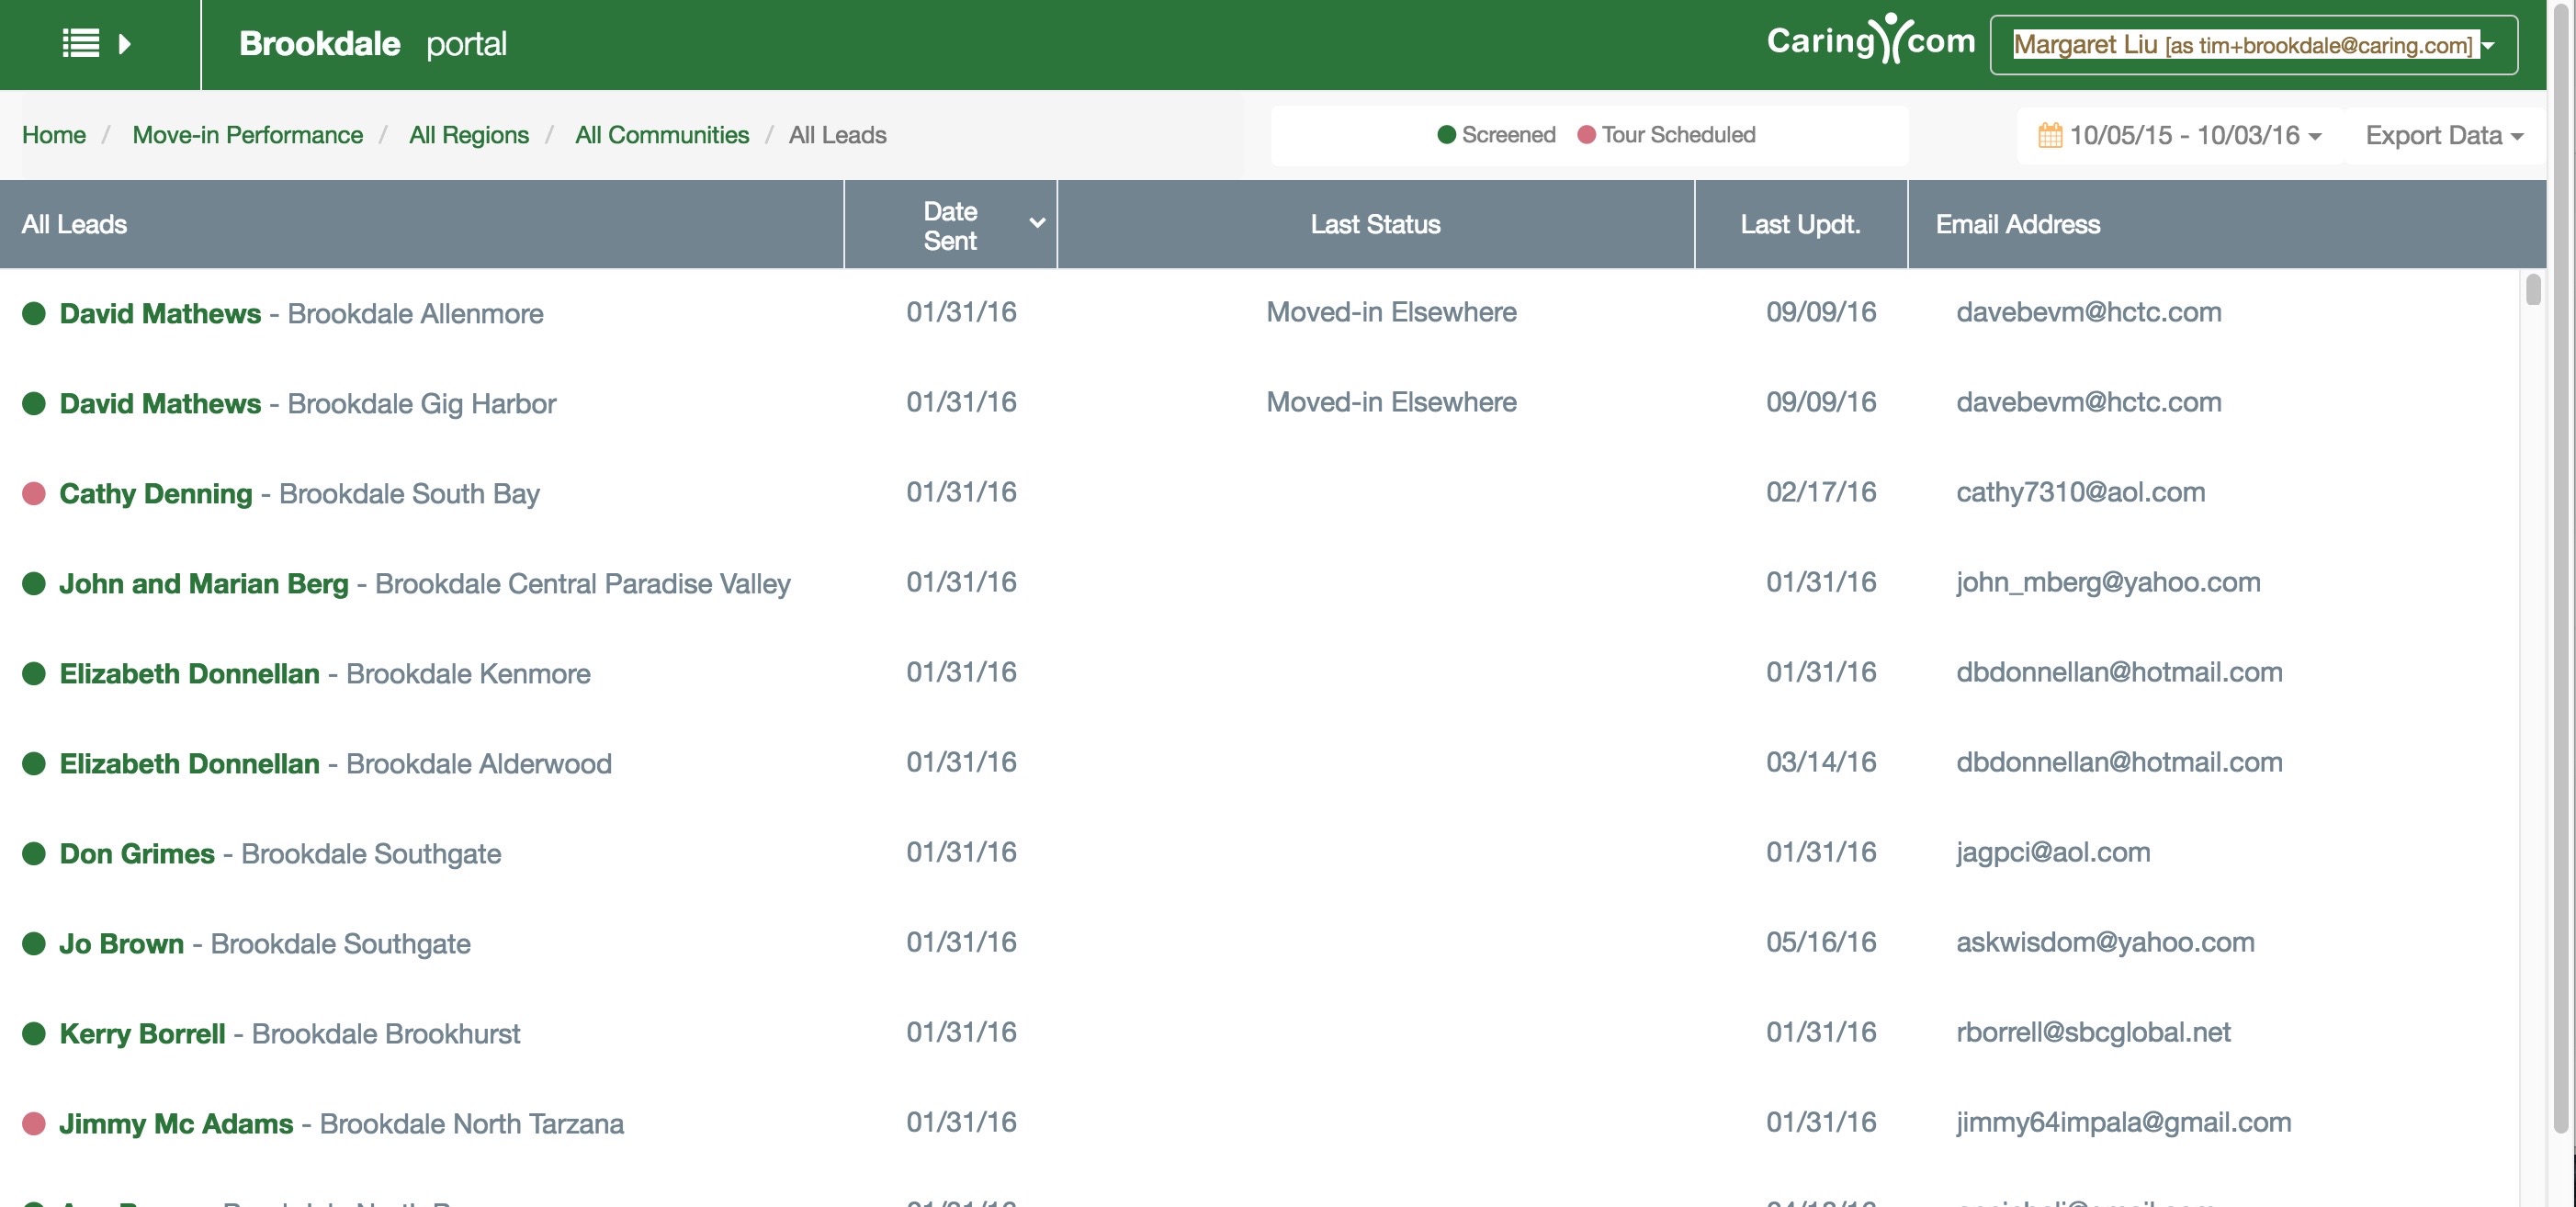 Brookdale portal
Caring.com
Margaret Liu [as tim+brookdale@caring.com]
Home / Move-in Performance / All Regions / All Communities / All Leads
Screened Tour Scheduled
10/05/15 - 10/03/16
Export Data
All Leads Date Sent Last Status Last Updt. Email Address
David Mathews - Brookdale Allenmore 01/31/16 Moved-in Elsewhere 09/09/16 davebevm@hctc.com
David Mathews - Brookdale Gig Harbor 01/31/16 Moved-in Elsewhere 09/09/16 davebevm@hctc.com
Cathy Denning - Brookdale South Bay 01/31/16 02/17/16 cathy7310@aol.com
John and Marian Berg - Brookdale Central Paradise Valley 01/31/16 01/31/16 john_mberg@yahoo.com
Elizabeth Donnellan - Brookdale Kenmore 01/31/16 01/31/16 dbdonnellan@hotmail.com
Elizabeth Donnellan - Brookdale Alderwood 01/31/16 03/14/16 dbdonnellan@hotmail.com
Don Grimes - Brookdale Southgate 01/31/16 01/31/16 jagpci@aol.com
Jo Brown - Brookdale Southgate 01/31/16 05/16/16 askwisdom@yahoo.com
Kerry Borrell - Brookdale Brookhurst 01/31/16 01/31/16 rborrell@sbcglobal.net
Jimmy Mc Adams - Brookdale North Tarzana 01/31/16 01/31/16 jimmy64impala@gmail.com